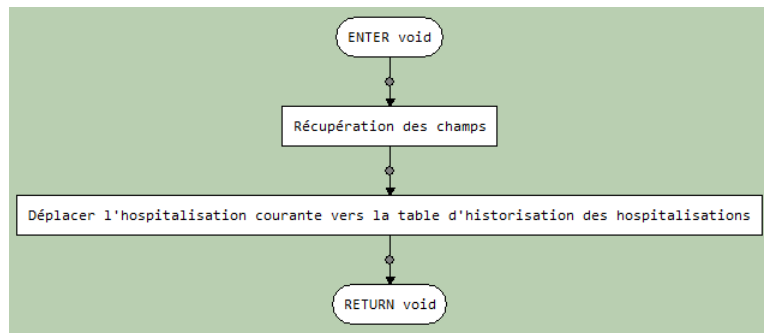 ENTER void
Récupération des champs
Déplacer l'hospitalisation courante vers la table d'historisation des hospitalisations
RETURN void